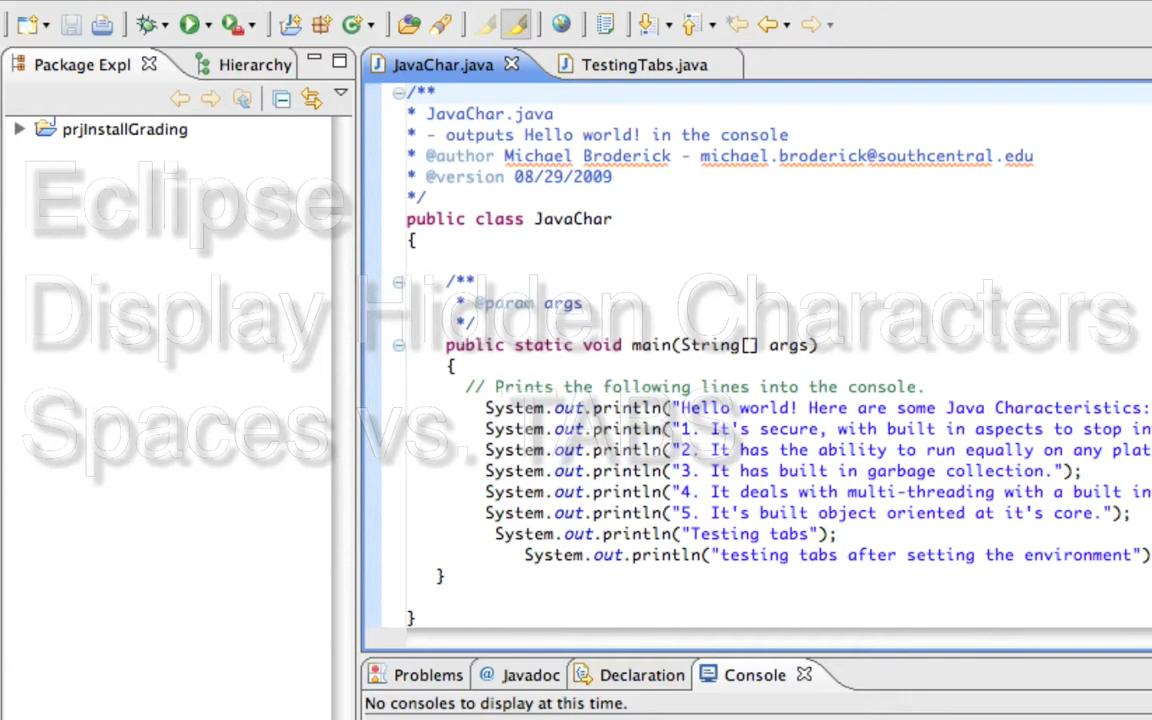 Package Expl
Hierarchy
JavaChar.java
TestingTabs.java
prjInstallGrading
Eclipse
Display Hidden Characters
Spaces vs. TABS
/**
* JavaChar.java
* - outputs Hello world! in the console
* @author Michael Broderick - michael.broderick@southcentral.edu
* @version 08/29/2009
*/
public class JavaChar
{
/**
* @param args
*/
public static void main(String[] args)
{
// Prints the following lines into the console.
System.out.println("Hello world! Here are some Java Characteristics:
System.out.println("1. It's secure, with built in aspects to stop in
System.out.println("2. It has the ability to run equally on any plat
System.out.println("3. It has built in garbage collection.");
System.out.println("4. It deals with multi-threading with a built in
System.out.println("5. It's built object oriented at it's core.");
System.out.println("Testing tabs");
System.out.println("testing tabs after setting the environment")
}
}
Problems
@ Javadoc
Declaration
Console
No consoles to display at this time.